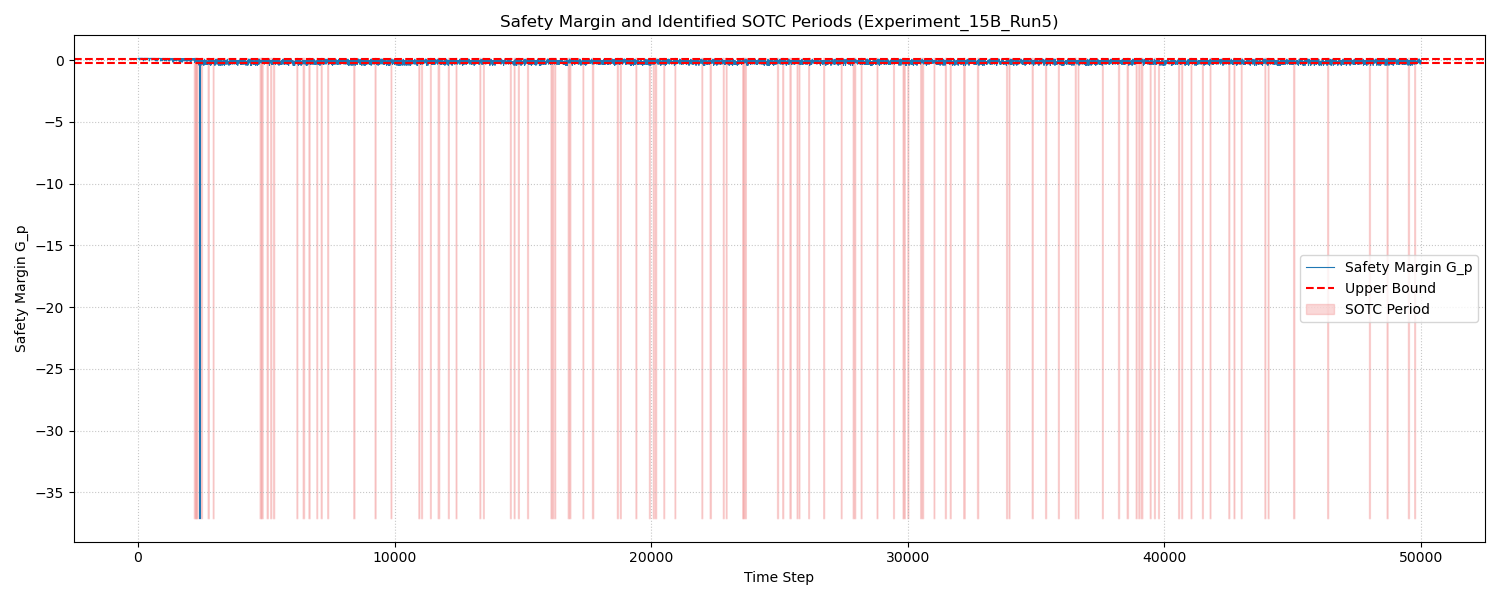 Safety Margin and Identified SOTC Periods (Experiment_15B_Run5)
Safety Margin G_p
0
−5
−10
−15
−20
−25
−30
−35
Safety Margin G_p
Upper Bound
SOTC Period
0
10000
20000
30000
40000
50000
Time Step